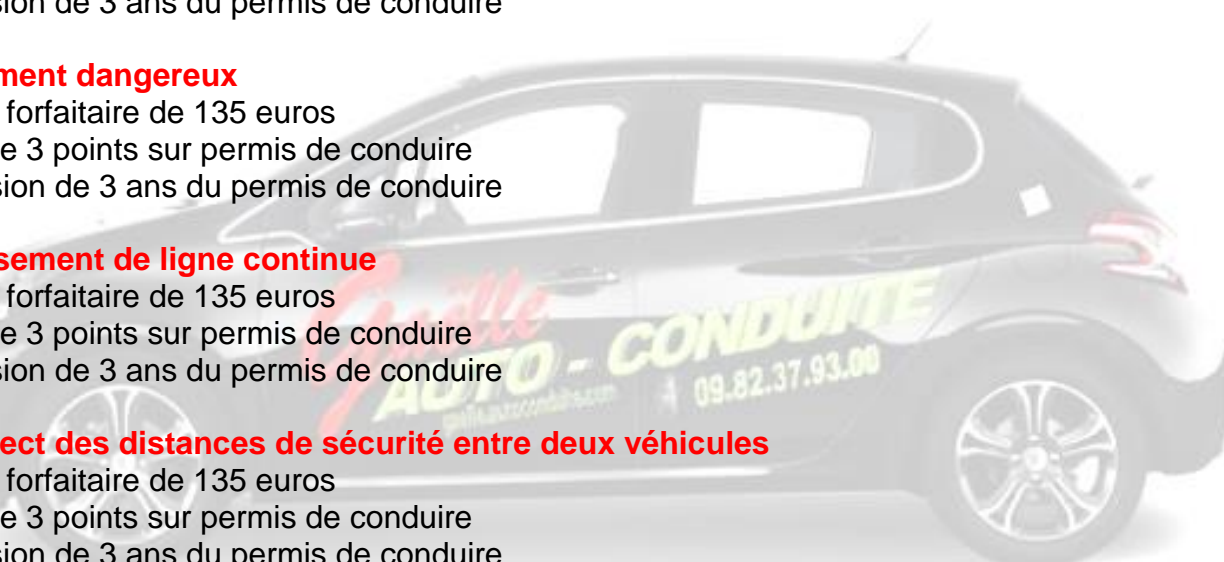 sion de 3 ans du permis de conduire
ment dangereux
forfaitaire de 135 euros
e 3 points sur permis de conduire
sion de 3 ans du permis de conduire
sement de ligne continue
forfaitaire de 135 euros
e 3 points sur permis de conduire
sion de 3 ans du permis de conduire
ect des distances de sécurité entre deux véhicules
forfaitaire de 135 euros
e 3 points sur permis de conduire
sion de 3 ans du permis de conduire
Gaëlle
AUTO - CONDUITE
09.82.37.93.00